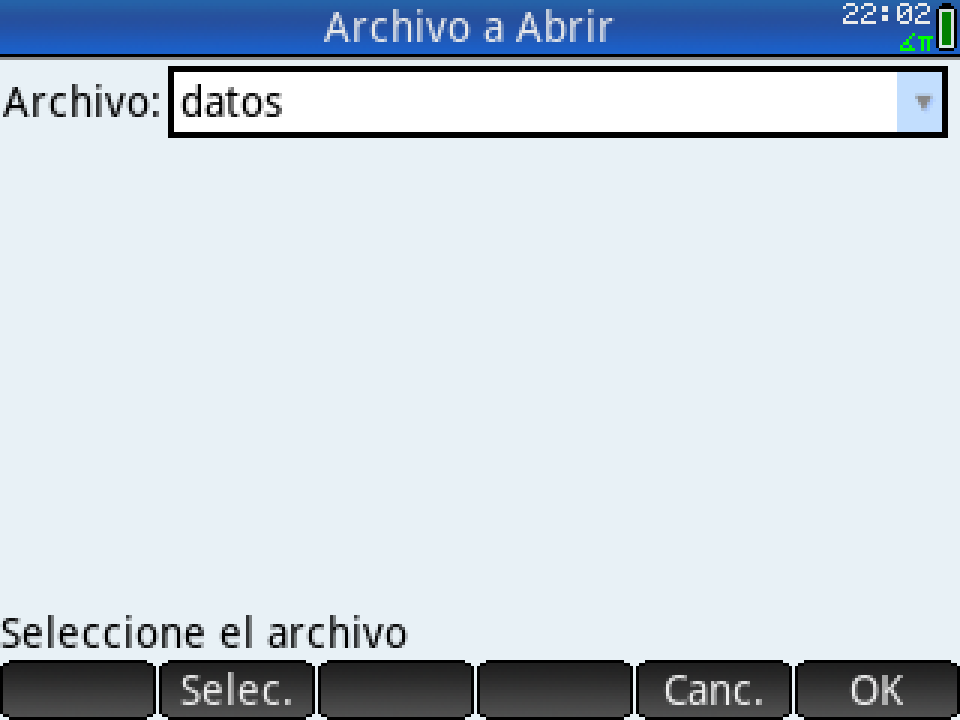 Archivo a Abrir
22:02
∡π
Archivo: datos
Seleccione el archivo
Selec. Canc. OK